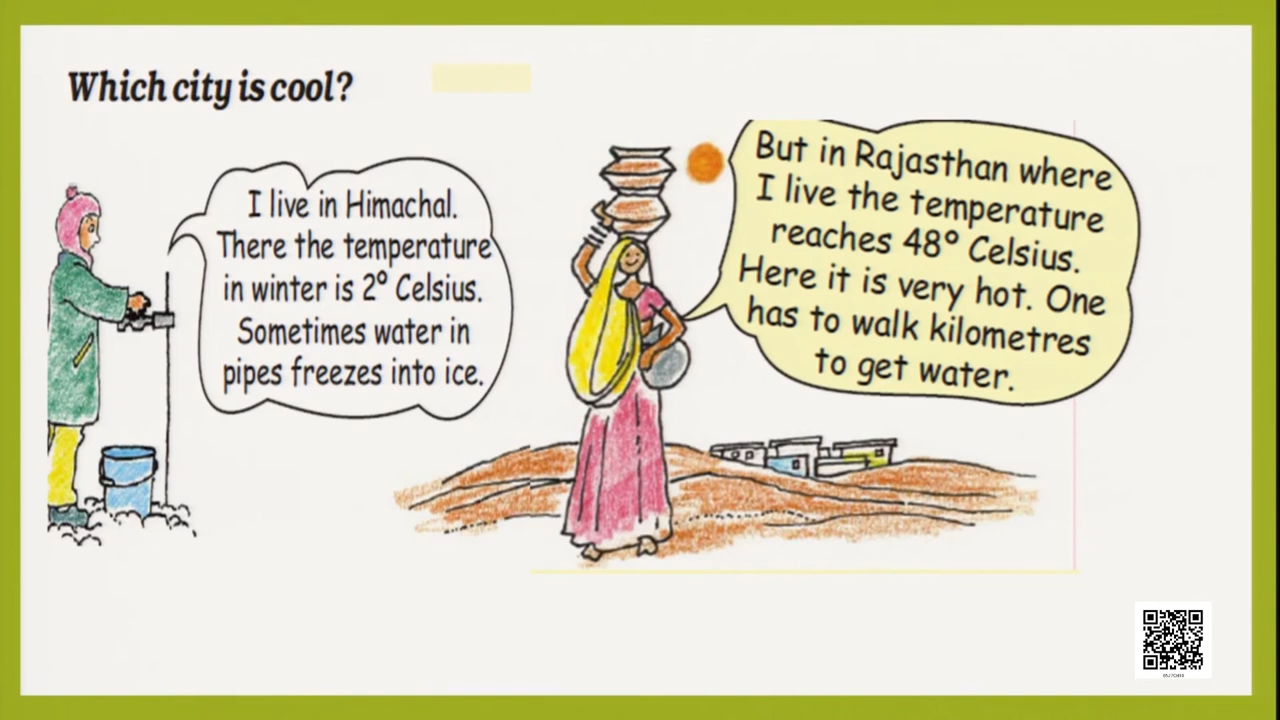 Which city is cool?
I live in Himachal.
There the temperature
in winter is 2° Celsius.
Sometimes water in
pipes freezes into ice.
But in Rajasthan where
I live the temperature
reaches 48° Celsius.
Here it is very hot. One
has to walk kilometres
to get water.